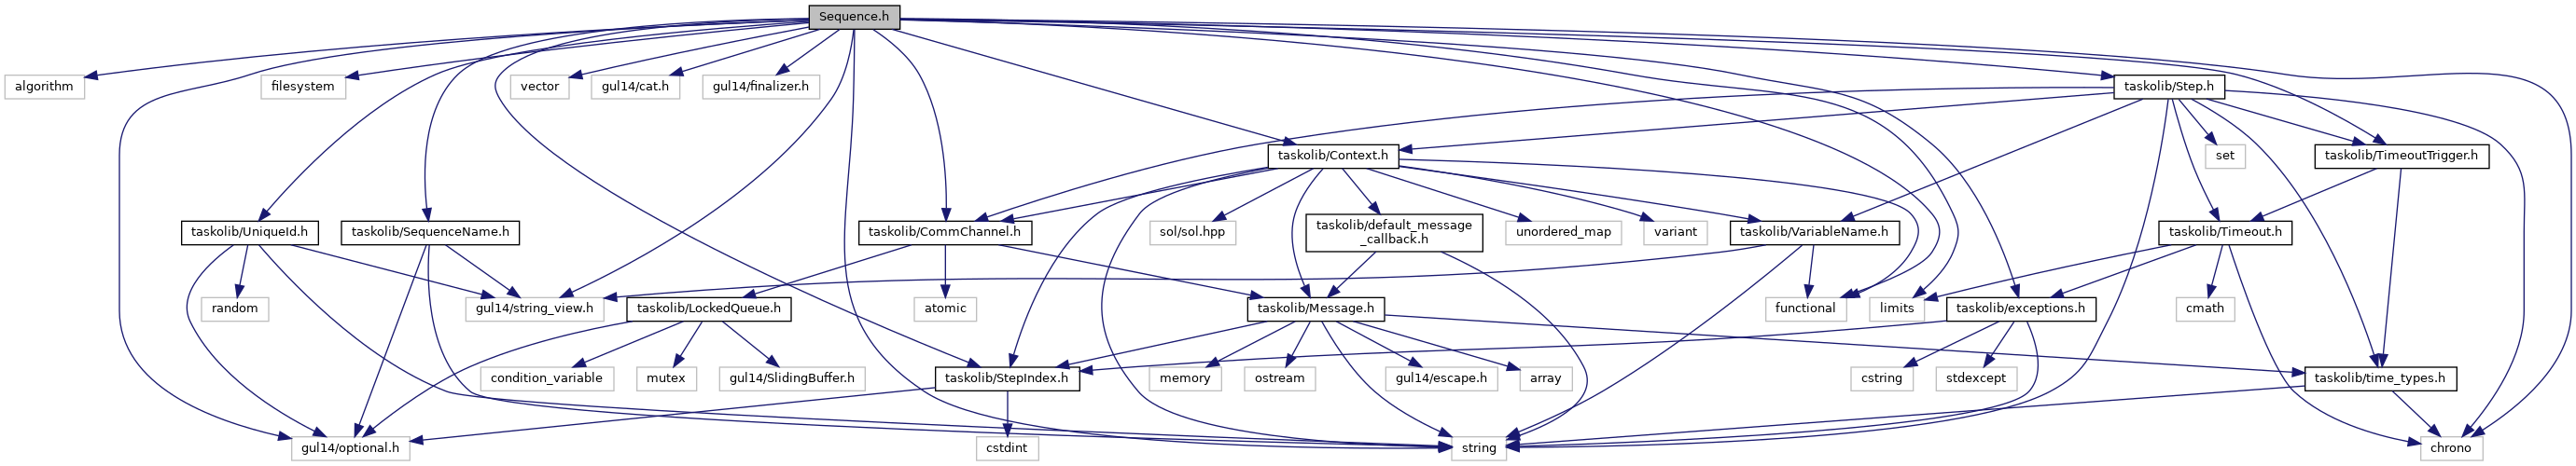 Sequence.h
algorithm
filesystem
vector
gul14/cat.h
gul14/finalizer.h
taskolib/Step.h
taskolib/Context.h
set
taskolib/TimeoutTrigger.h
taskolib/UniqueId.h
taskolib/SequenceName.h
taskolib/CommChannel.h
sol/sol.hpp
taskolib/default_message
_callback.h
unordered_map
variant
taskolib/VariableName.h
taskolib/Timeout.h
random
gul14/string_view.h
taskolib/LockedQueue.h
atomic
taskolib/Message.h
functional
limits
taskolib/exceptions.h
cmath
condition_variable
mutex
gul14/SlidingBuffer.h
taskolib/StepIndex.h
memory
ostream
gul14/escape.h
array
cstring
stdexcept
taskolib/time_types.h
gul14/optional.h
cstdint
string
chrono